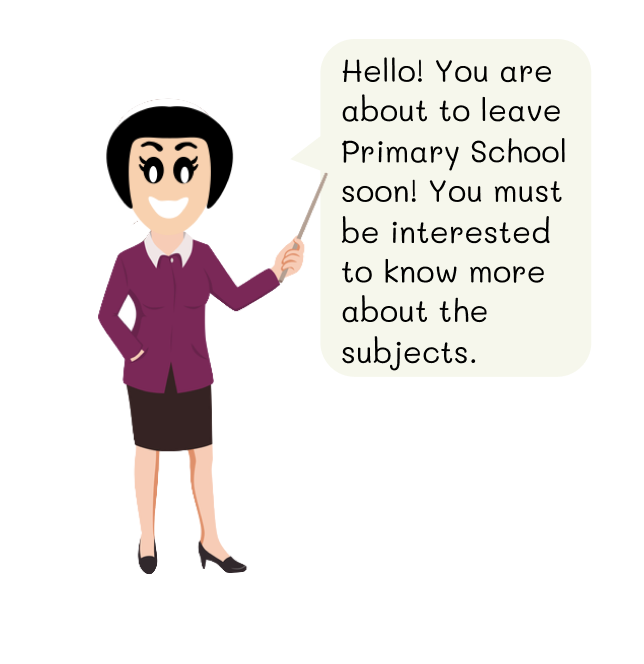 Hello! You are
about to leave
Primary School
soon! You must
be interested
to know more
about the
subjects.